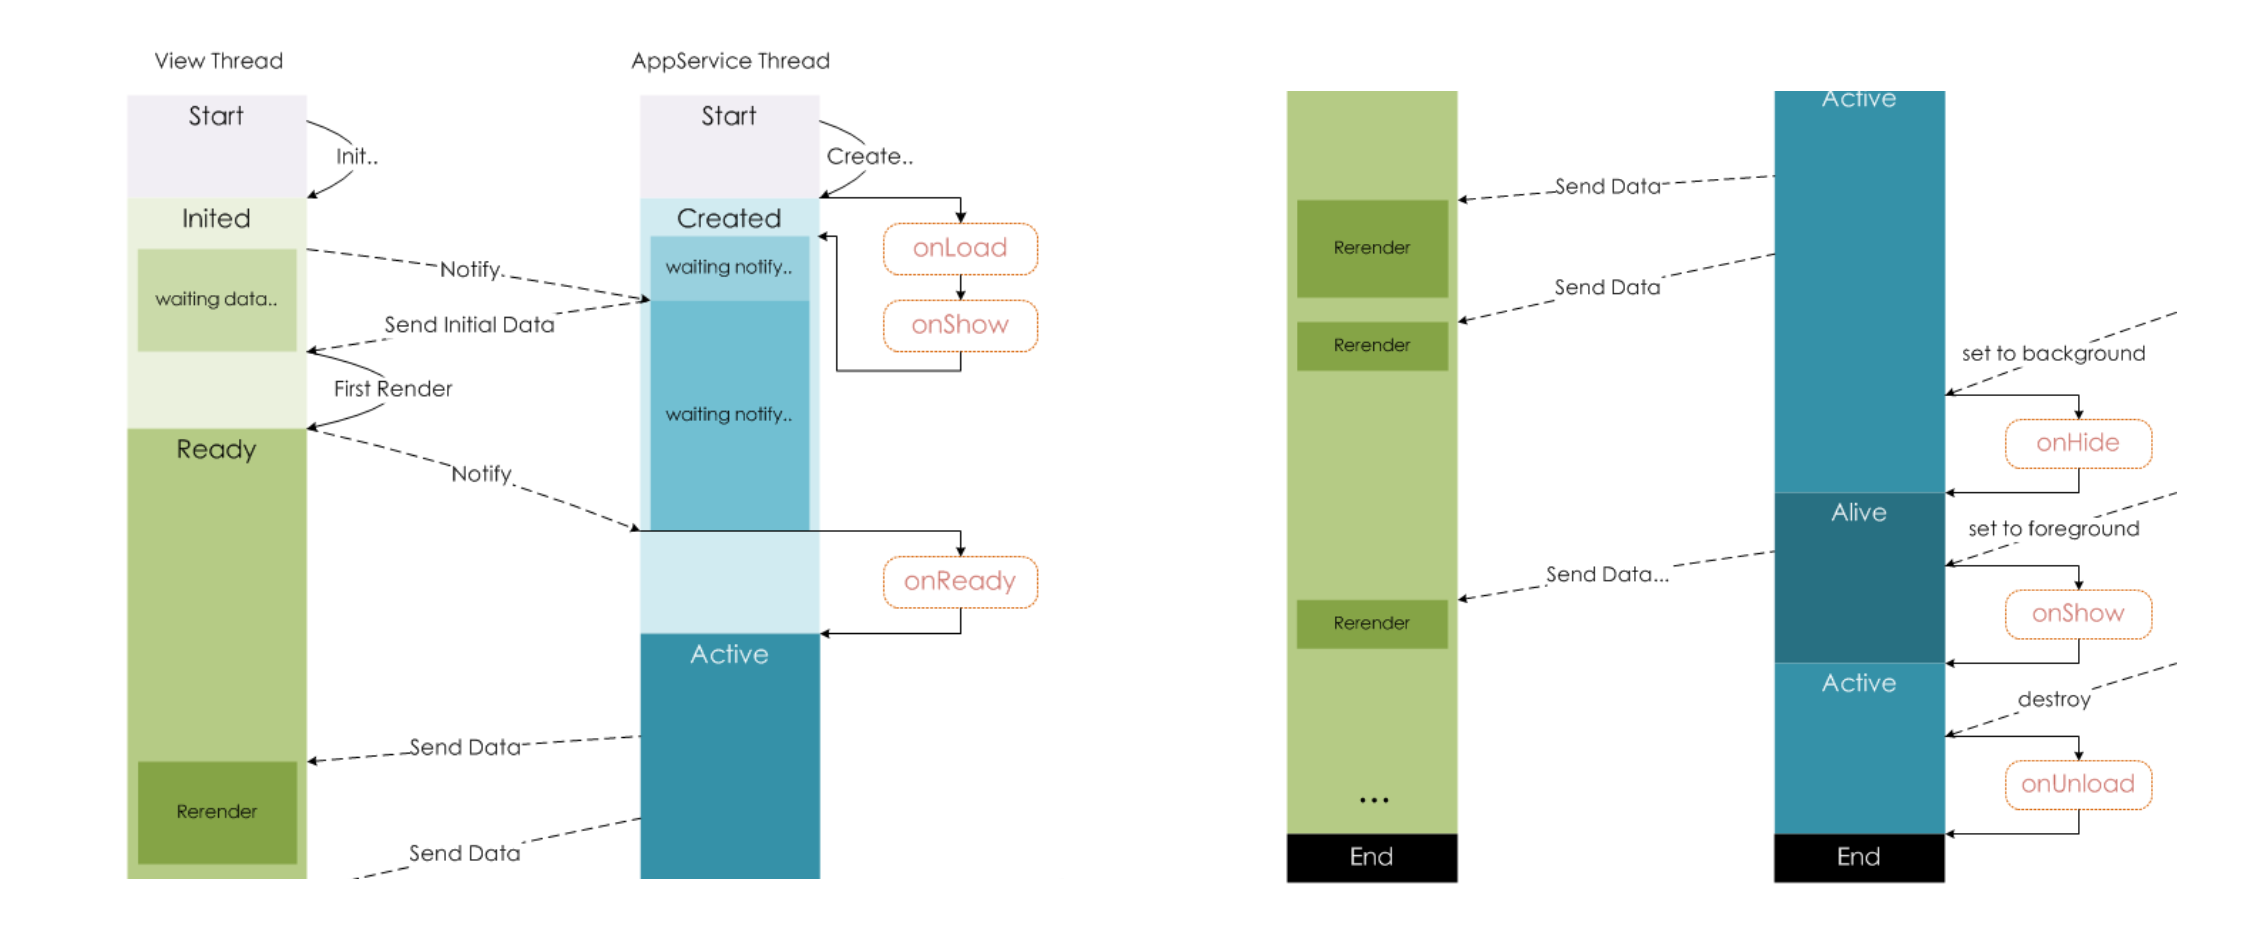 View Thread
AppService Thread
Start
Start
Init..
Create..
Inited
Created
onLoad
waiting notify..
Notify
waiting data..
Send Initial Data
onShow
First Render
waiting notify..
Ready
Notify
onReady
Active
Send Data
Rerender
Send Data
Active
Send Data
Rerender
Send Data
Rerender
set to background
onHide
Alive
set to foreground
Send Data...
onShow
Rerender
Active
destroy
onUnload
...
End
End